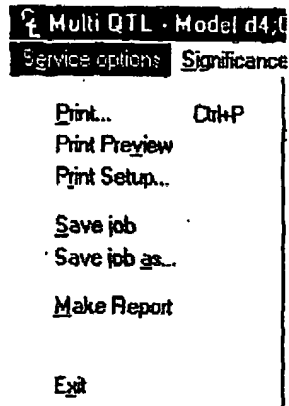 Multi QTL - Model d4;
Service options Significance
Print... Ctrl+P
Print Preview
Print Setup...
Save job
Save job as...
Make Report
Exit